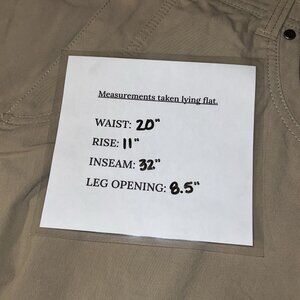 Measurements taken lying flat.
WAIST: 20"
RISE: 11"
INSEAM: 32"
LEG OPENING: 8.5"